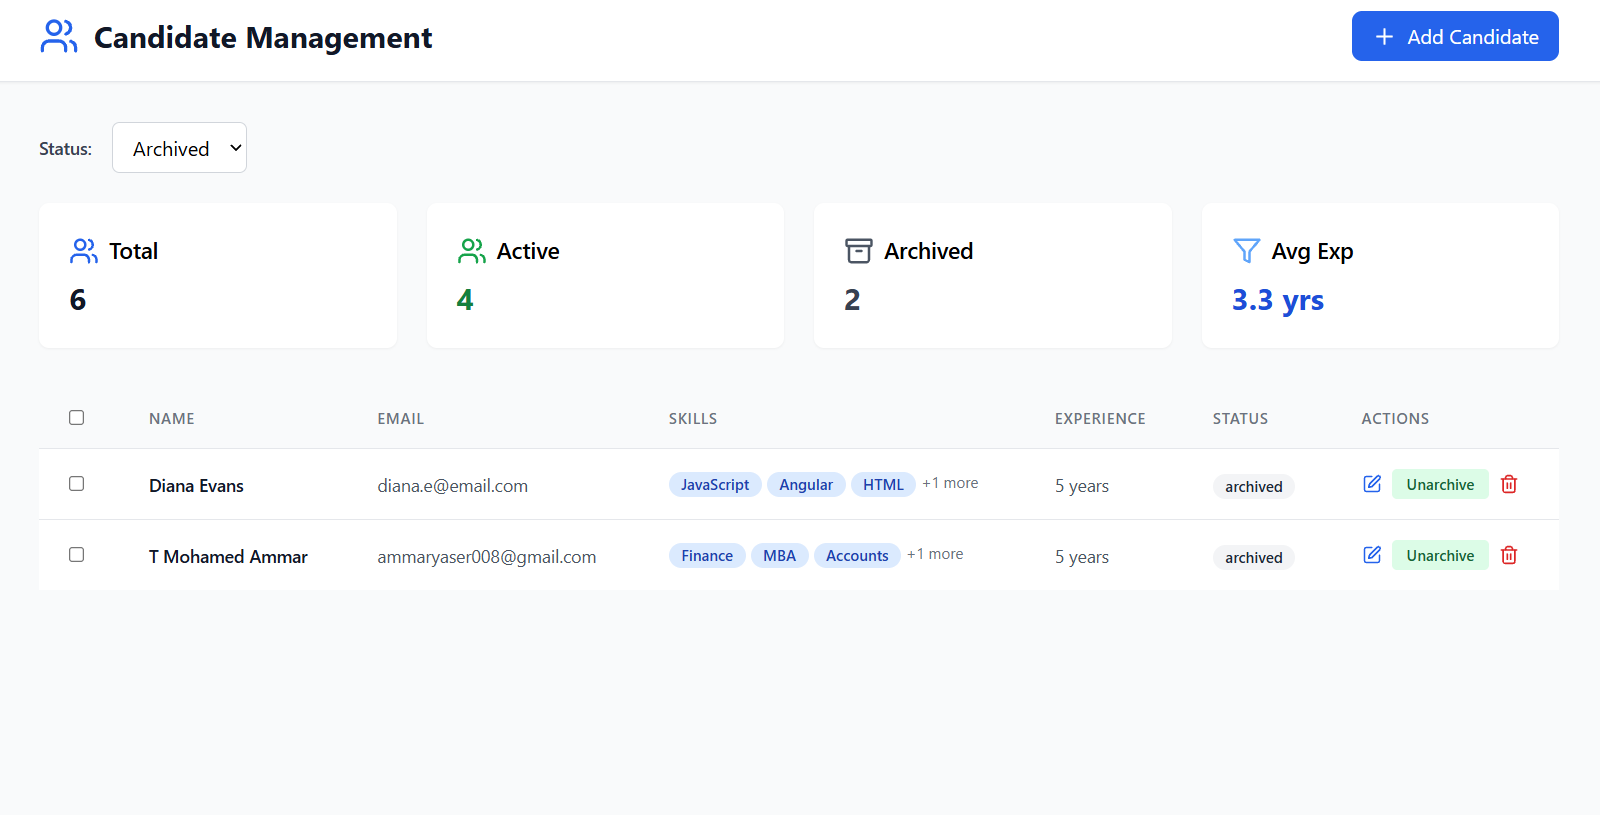 Candidate Management
Add Candidate
Status: Archived
Total
6
Active
4
Archived
2
Avg Exp
3.3 yrs
NAME EMAIL SKILLS EXPERIENCE STATUS ACTIONS
Diana Evans diana.e@email.com JavaScript Angular HTML +1 more 5 years archived Unarchive
T Mohamed Ammar ammaryaser008@gmail.com Finance MBA Accounts +1 more 5 years archived Unarchive